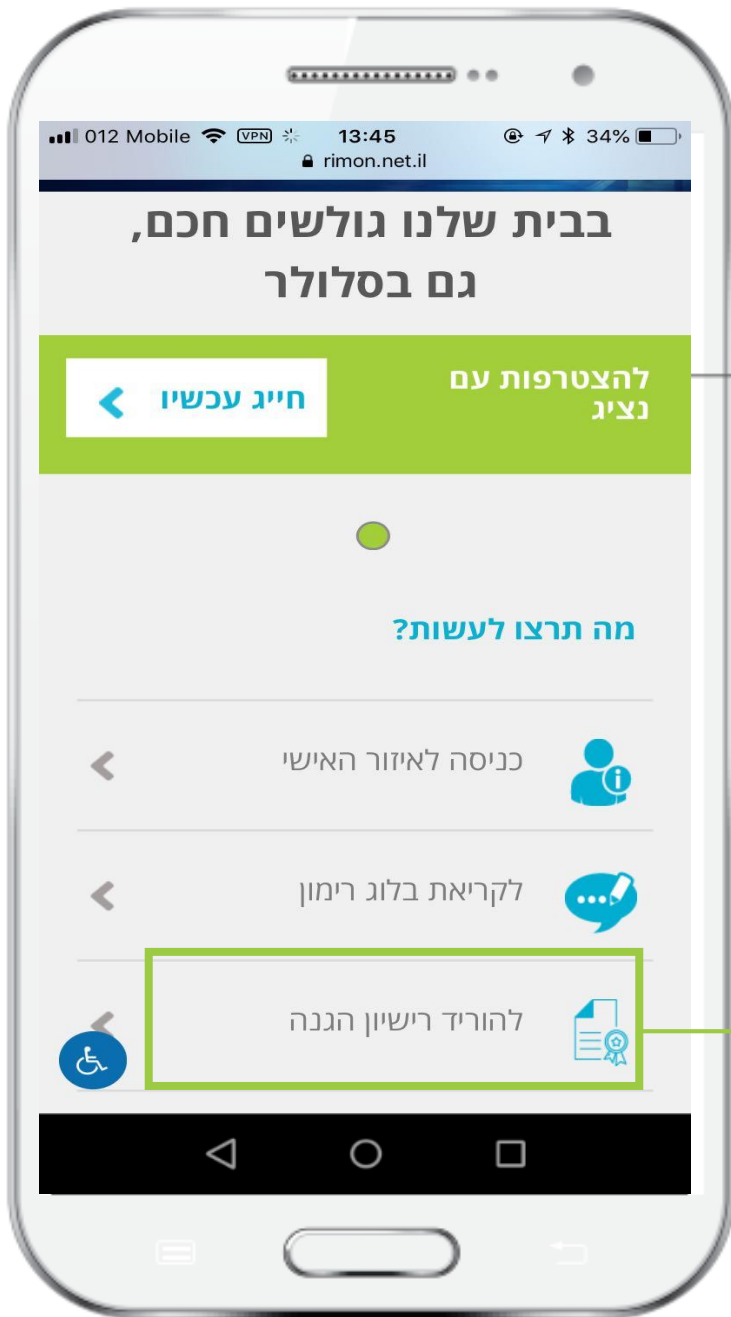 012 Mobile VPN 13:45 34%
rimon.net.il
בבית שלנו גולשים חכם,
גם בסלולר
להצטרפות עם
נציג
חייג עכשיו
מה תרצו לעשות?
כניסה לאיזור האישי
לקריאת בלוג רימון
להוריד רישיון הגנה